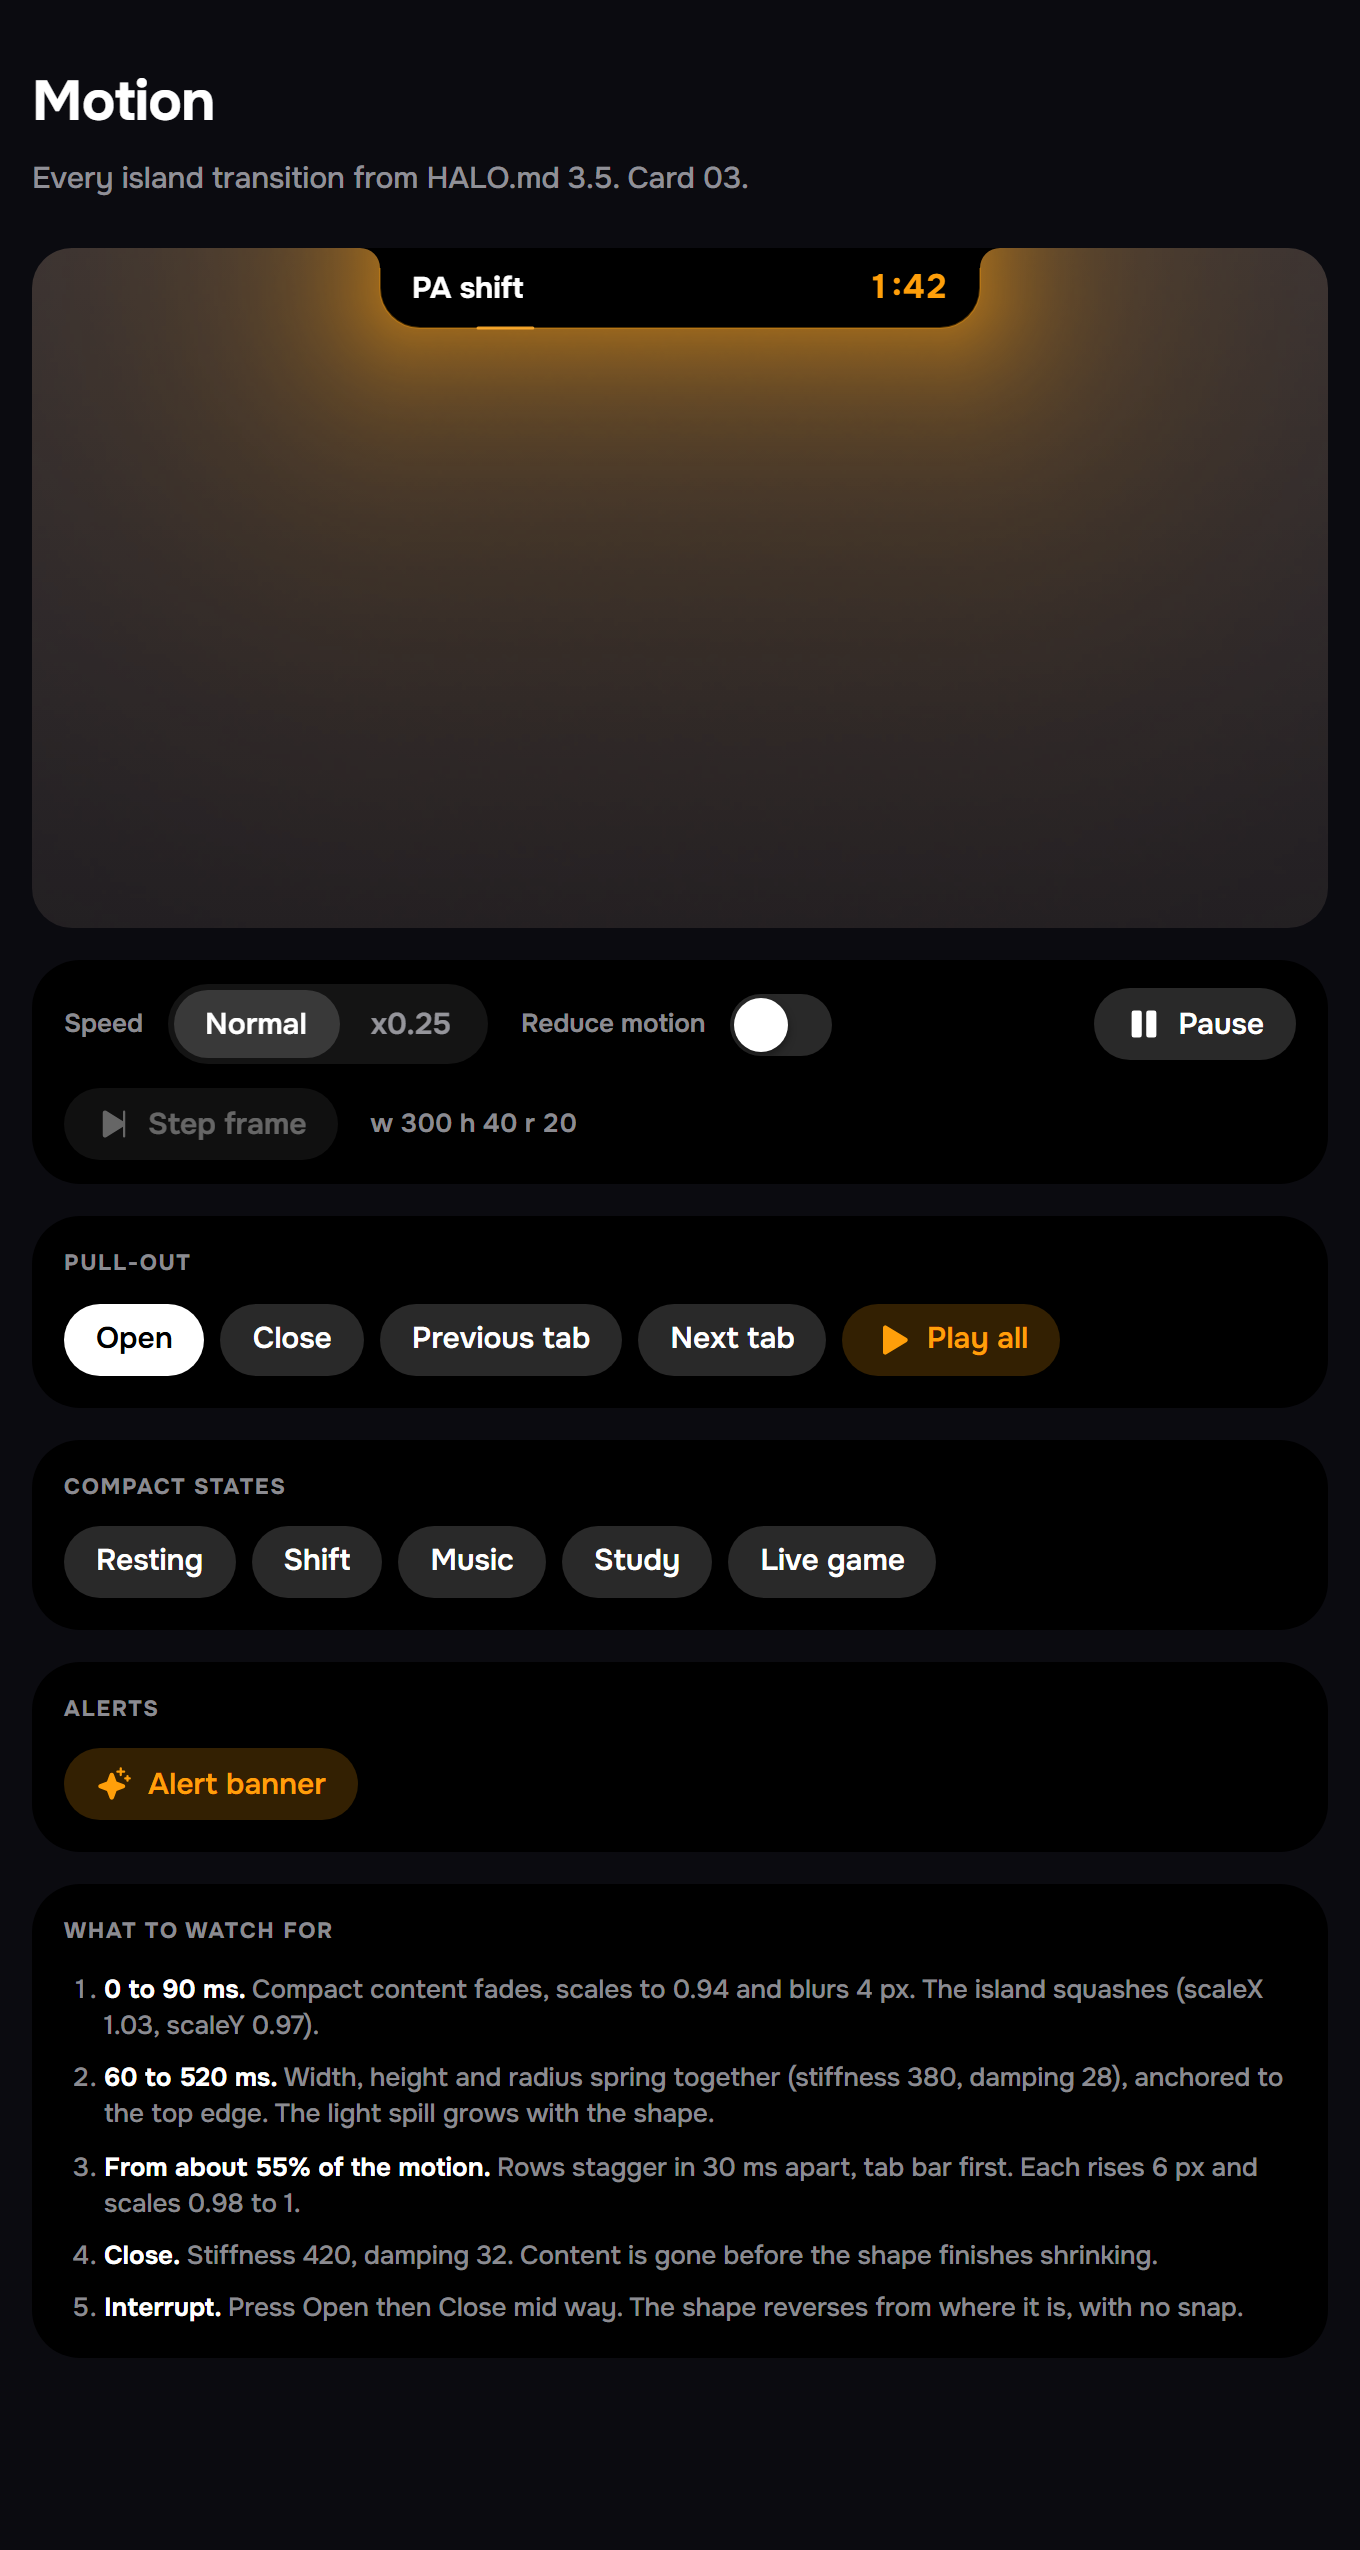 Motion
Every island transition from HALO.md 3.5. Card 03.
PA shift 1:42
Speed Normal x0.25 Reduce motion Pause
Step frame w 300 h 40 r 20
PULL-OUT
Open Close Previous tab Next tab Play all
COMPACT STATES
Resting Shift Music Study Live game
ALERTS
Alert banner
WHAT TO WATCH FOR
1. 0 to 90 ms. Compact content fades, scales to 0.94 and blurs 4 px. The island squashes (scaleX
1.03, scaleY 0.97).
2. 60 to 520 ms. Width, height and radius spring together (stiffness 380, damping 28), anchored to
the top edge. The light spill grows with the shape.
3. From about 55% of the motion. Rows stagger in 30 ms apart, tab bar first. Each rises 6 px and
scales 0.98 to 1.
4. Close. Stiffness 420, damping 32. Content is gone before the shape finishes shrinking.
5. Interrupt. Press Open then Close mid way. The shape reverses from where it is, with no snap.